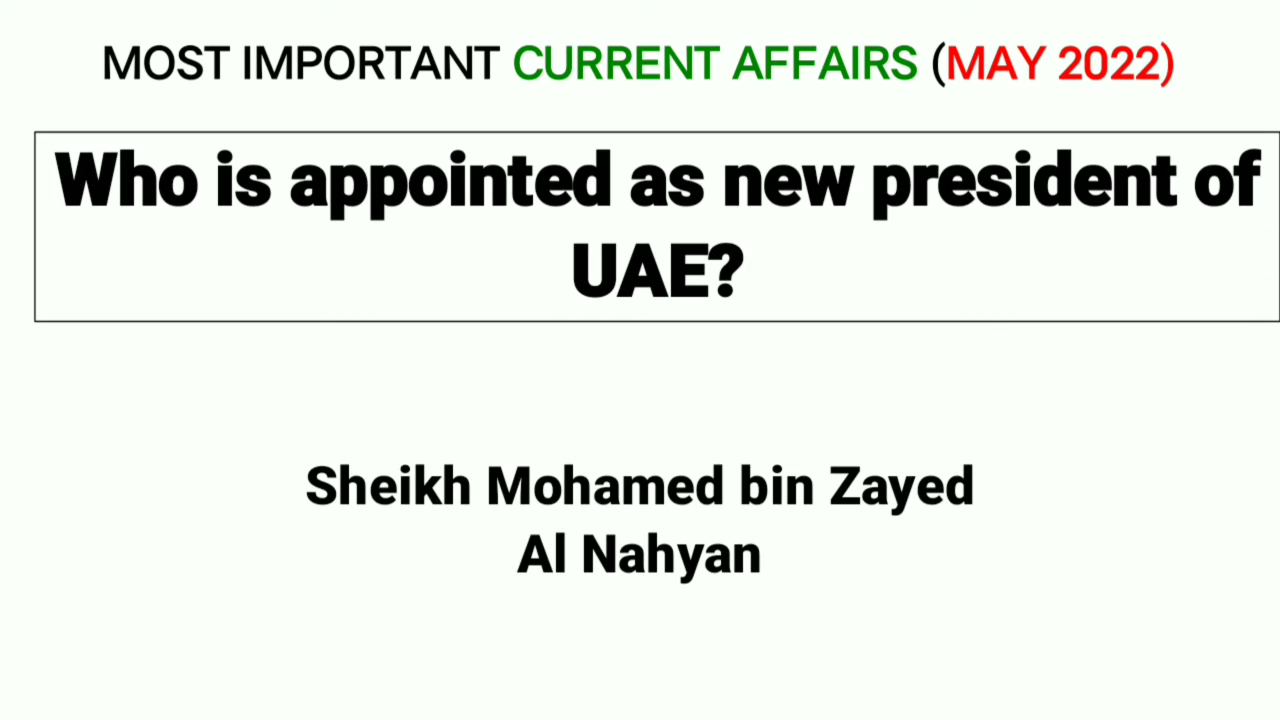 MOST IMPORTANT CURRENT AFFAIRS (MAY 2022)
Who is appointed as new president of
UAE?
Sheikh Mohamed bin Zayed
Al Nahyan